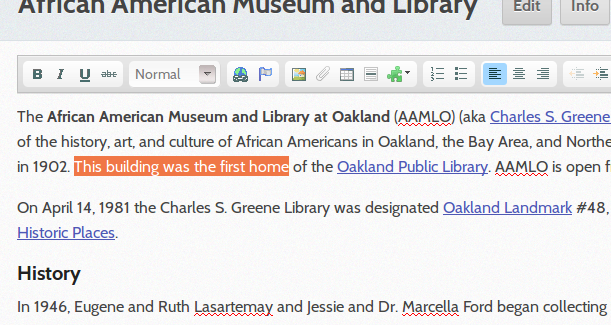 African American Museum and Library Edit Info
B I U abc Normal
The African American Museum and Library at Oakland (AAMLO) (aka Charles S. Greene
of the history, art, and culture of African Americans in Oakland, the Bay Area, and Northe
in 1902. This building was the first home of the Oakland Public Library. AAMLO is open f
On April 14, 1981 the Charles S. Greene Library was designated Oakland Landmark #48,
Historic Places.
History
In 1946, Eugene and Ruth Lasartemay and Jessie and Dr. Marcella Ford began collecting